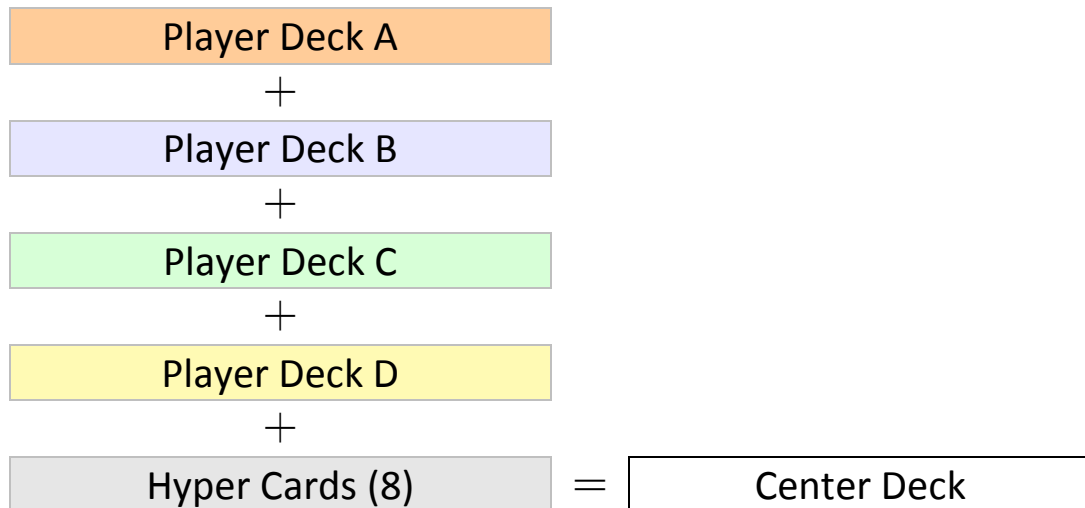 Player Deck A
+
Player Deck B
+
Player Deck C
+
Player Deck D
+
Hyper Cards (8) = Center Deck